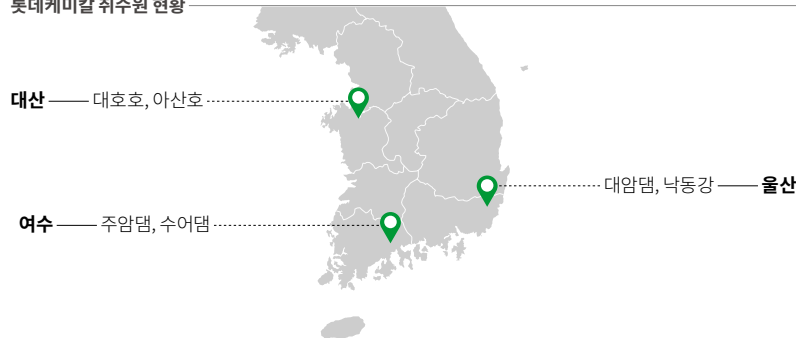 롯데케미칼 취수원 현황
대산 대호호, 아산호
대암댐, 낙동강 울산
여수 주암댐, 수어댐